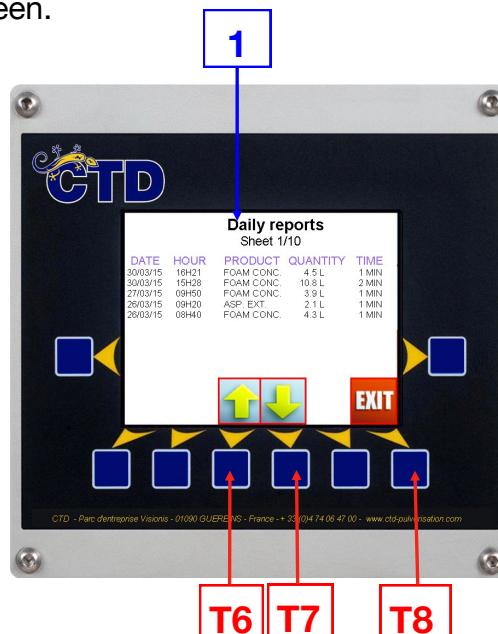 een.
1
CTD
Daily reports
Sheet 1/10
DATE HOUR PRODUCT QUANTITY TIME
30/03/15 16H21 FOAM CONC. 4.5 L 1 MIN
30/03/15 15H28 FOAM CONC. 10.8 L 2 MIN
27/03/15 09H50 FOAM CONC. 3.9 L 1 MIN
26/03/15 09H20 ASP. EXT. 2.1 L 1 MIN
26/03/15 08H40 FOAM CONC. 4.3 L 1 MIN
EXIT
CTD - Parc d'entreprise Visionis - 01090 GUEREINS - France - + 33 (0)4 74 06 47 00 - www.ctd-pulverisation.com
T6 T7 T8